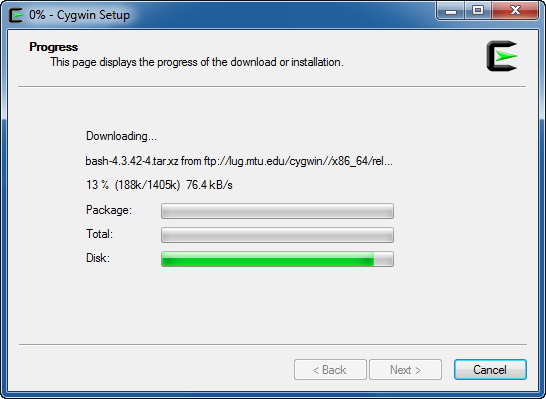 0% - Cygwin Setup
Progress
This page displays the progress of the download or installation.
Downloading...
bash-4.3.42-4.tar.xz from ftp://lug.mtu.edu/cygwin//x86_64/rel...
13 % (188k/1405k) 76.4 kB/s
Package:
Total:
Disk:
< Back
Next >
Cancel